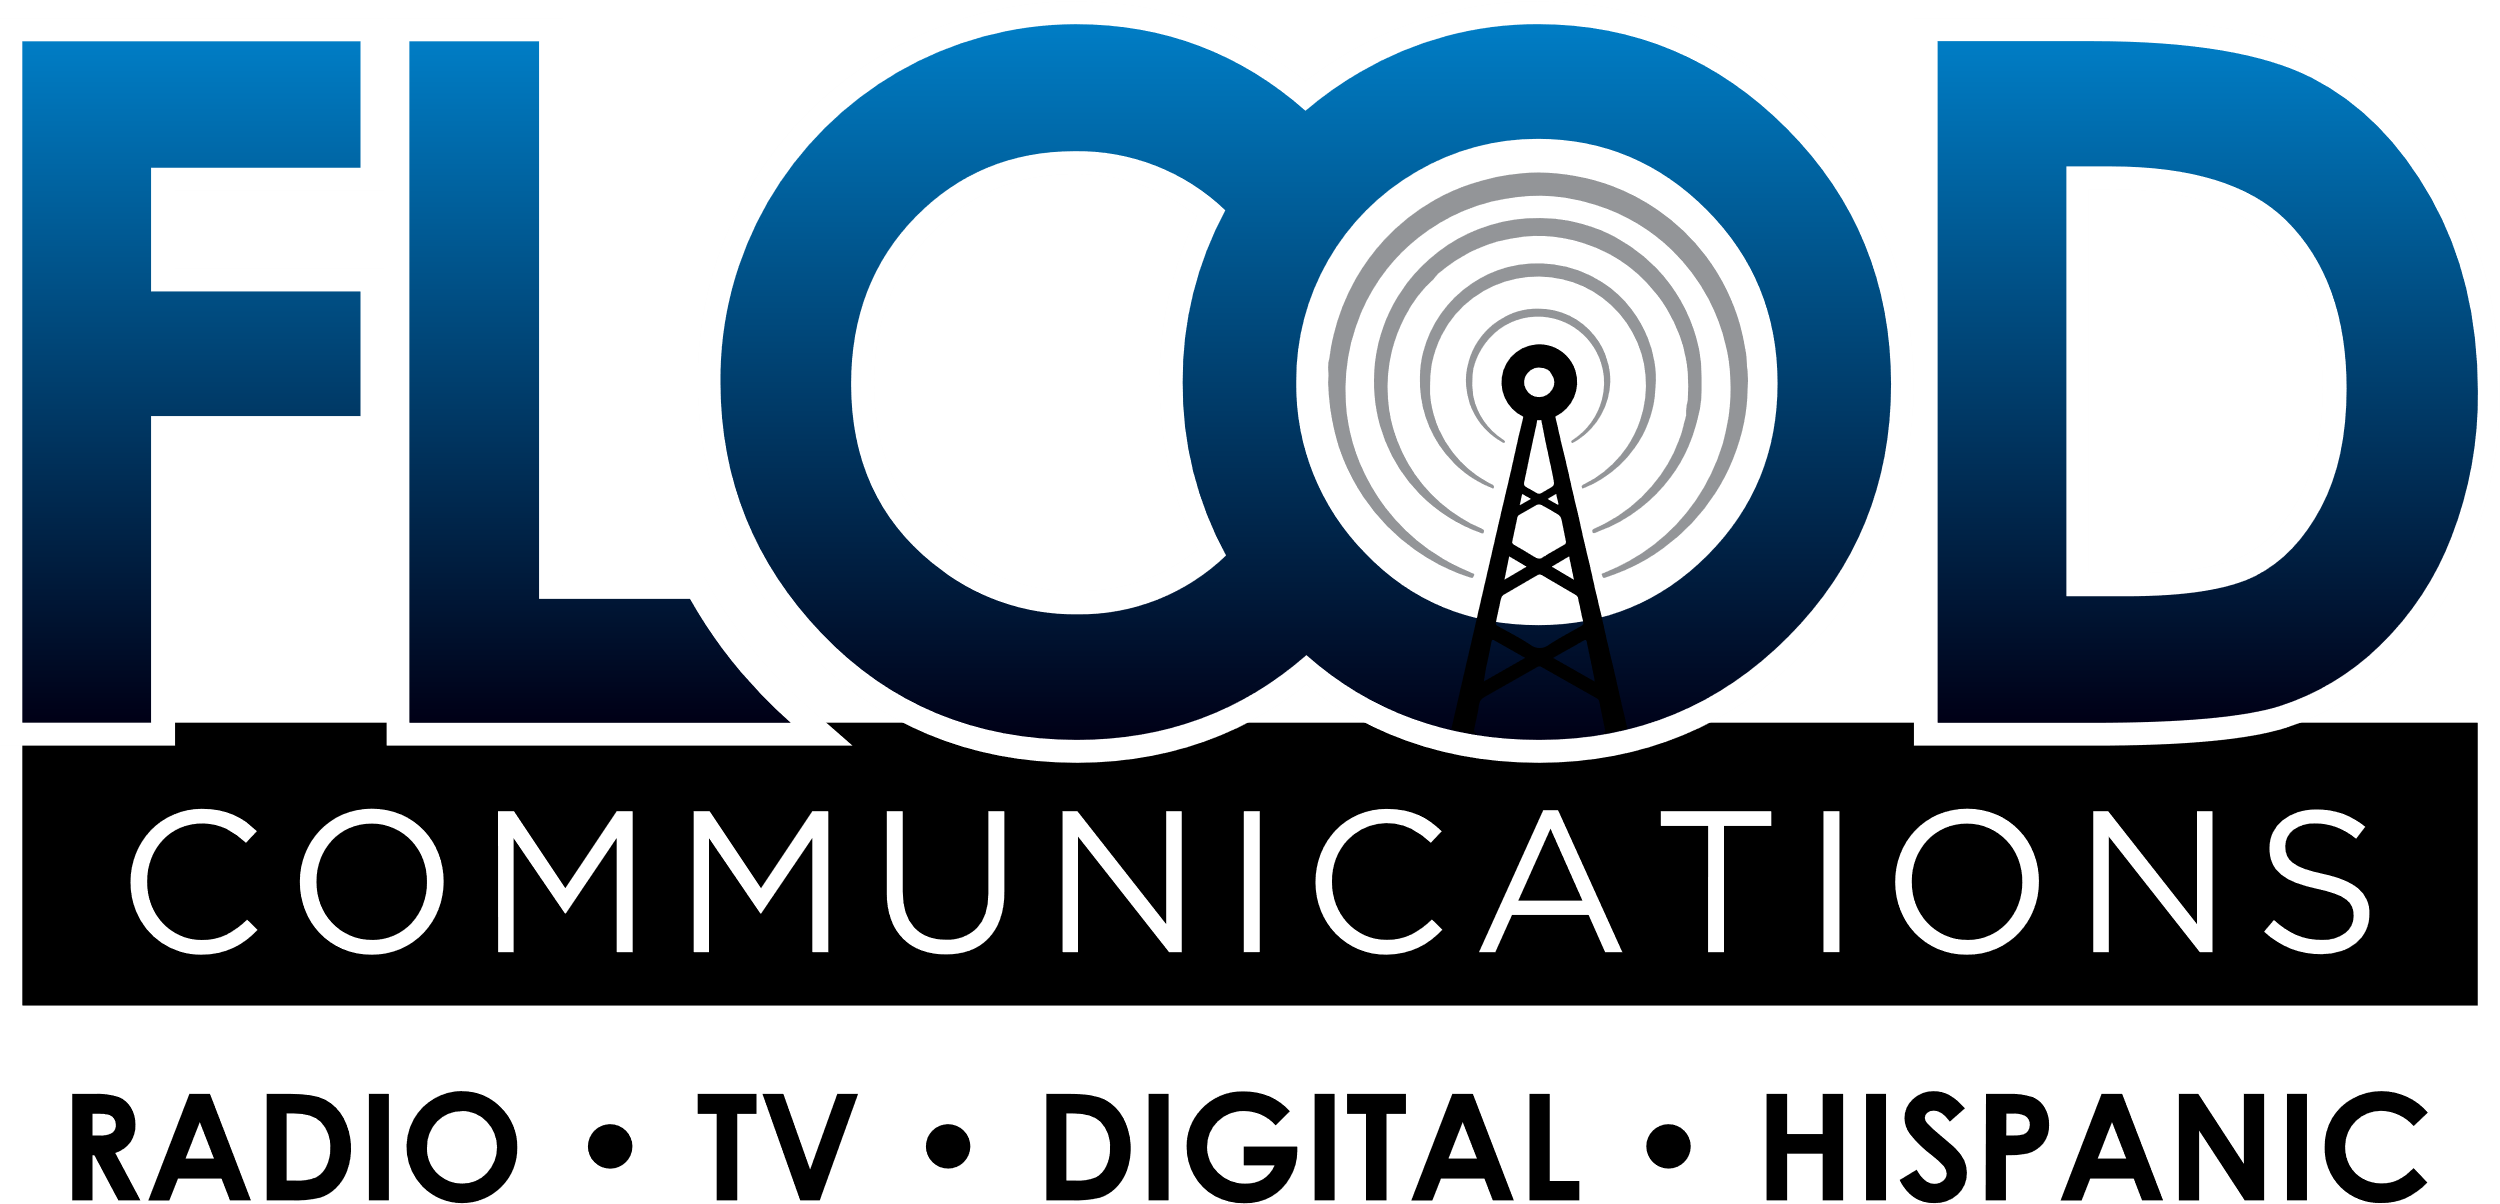 FLOOD
COMMUNICATIONS
RADIO • TV • DIGITAL • HISPANIC